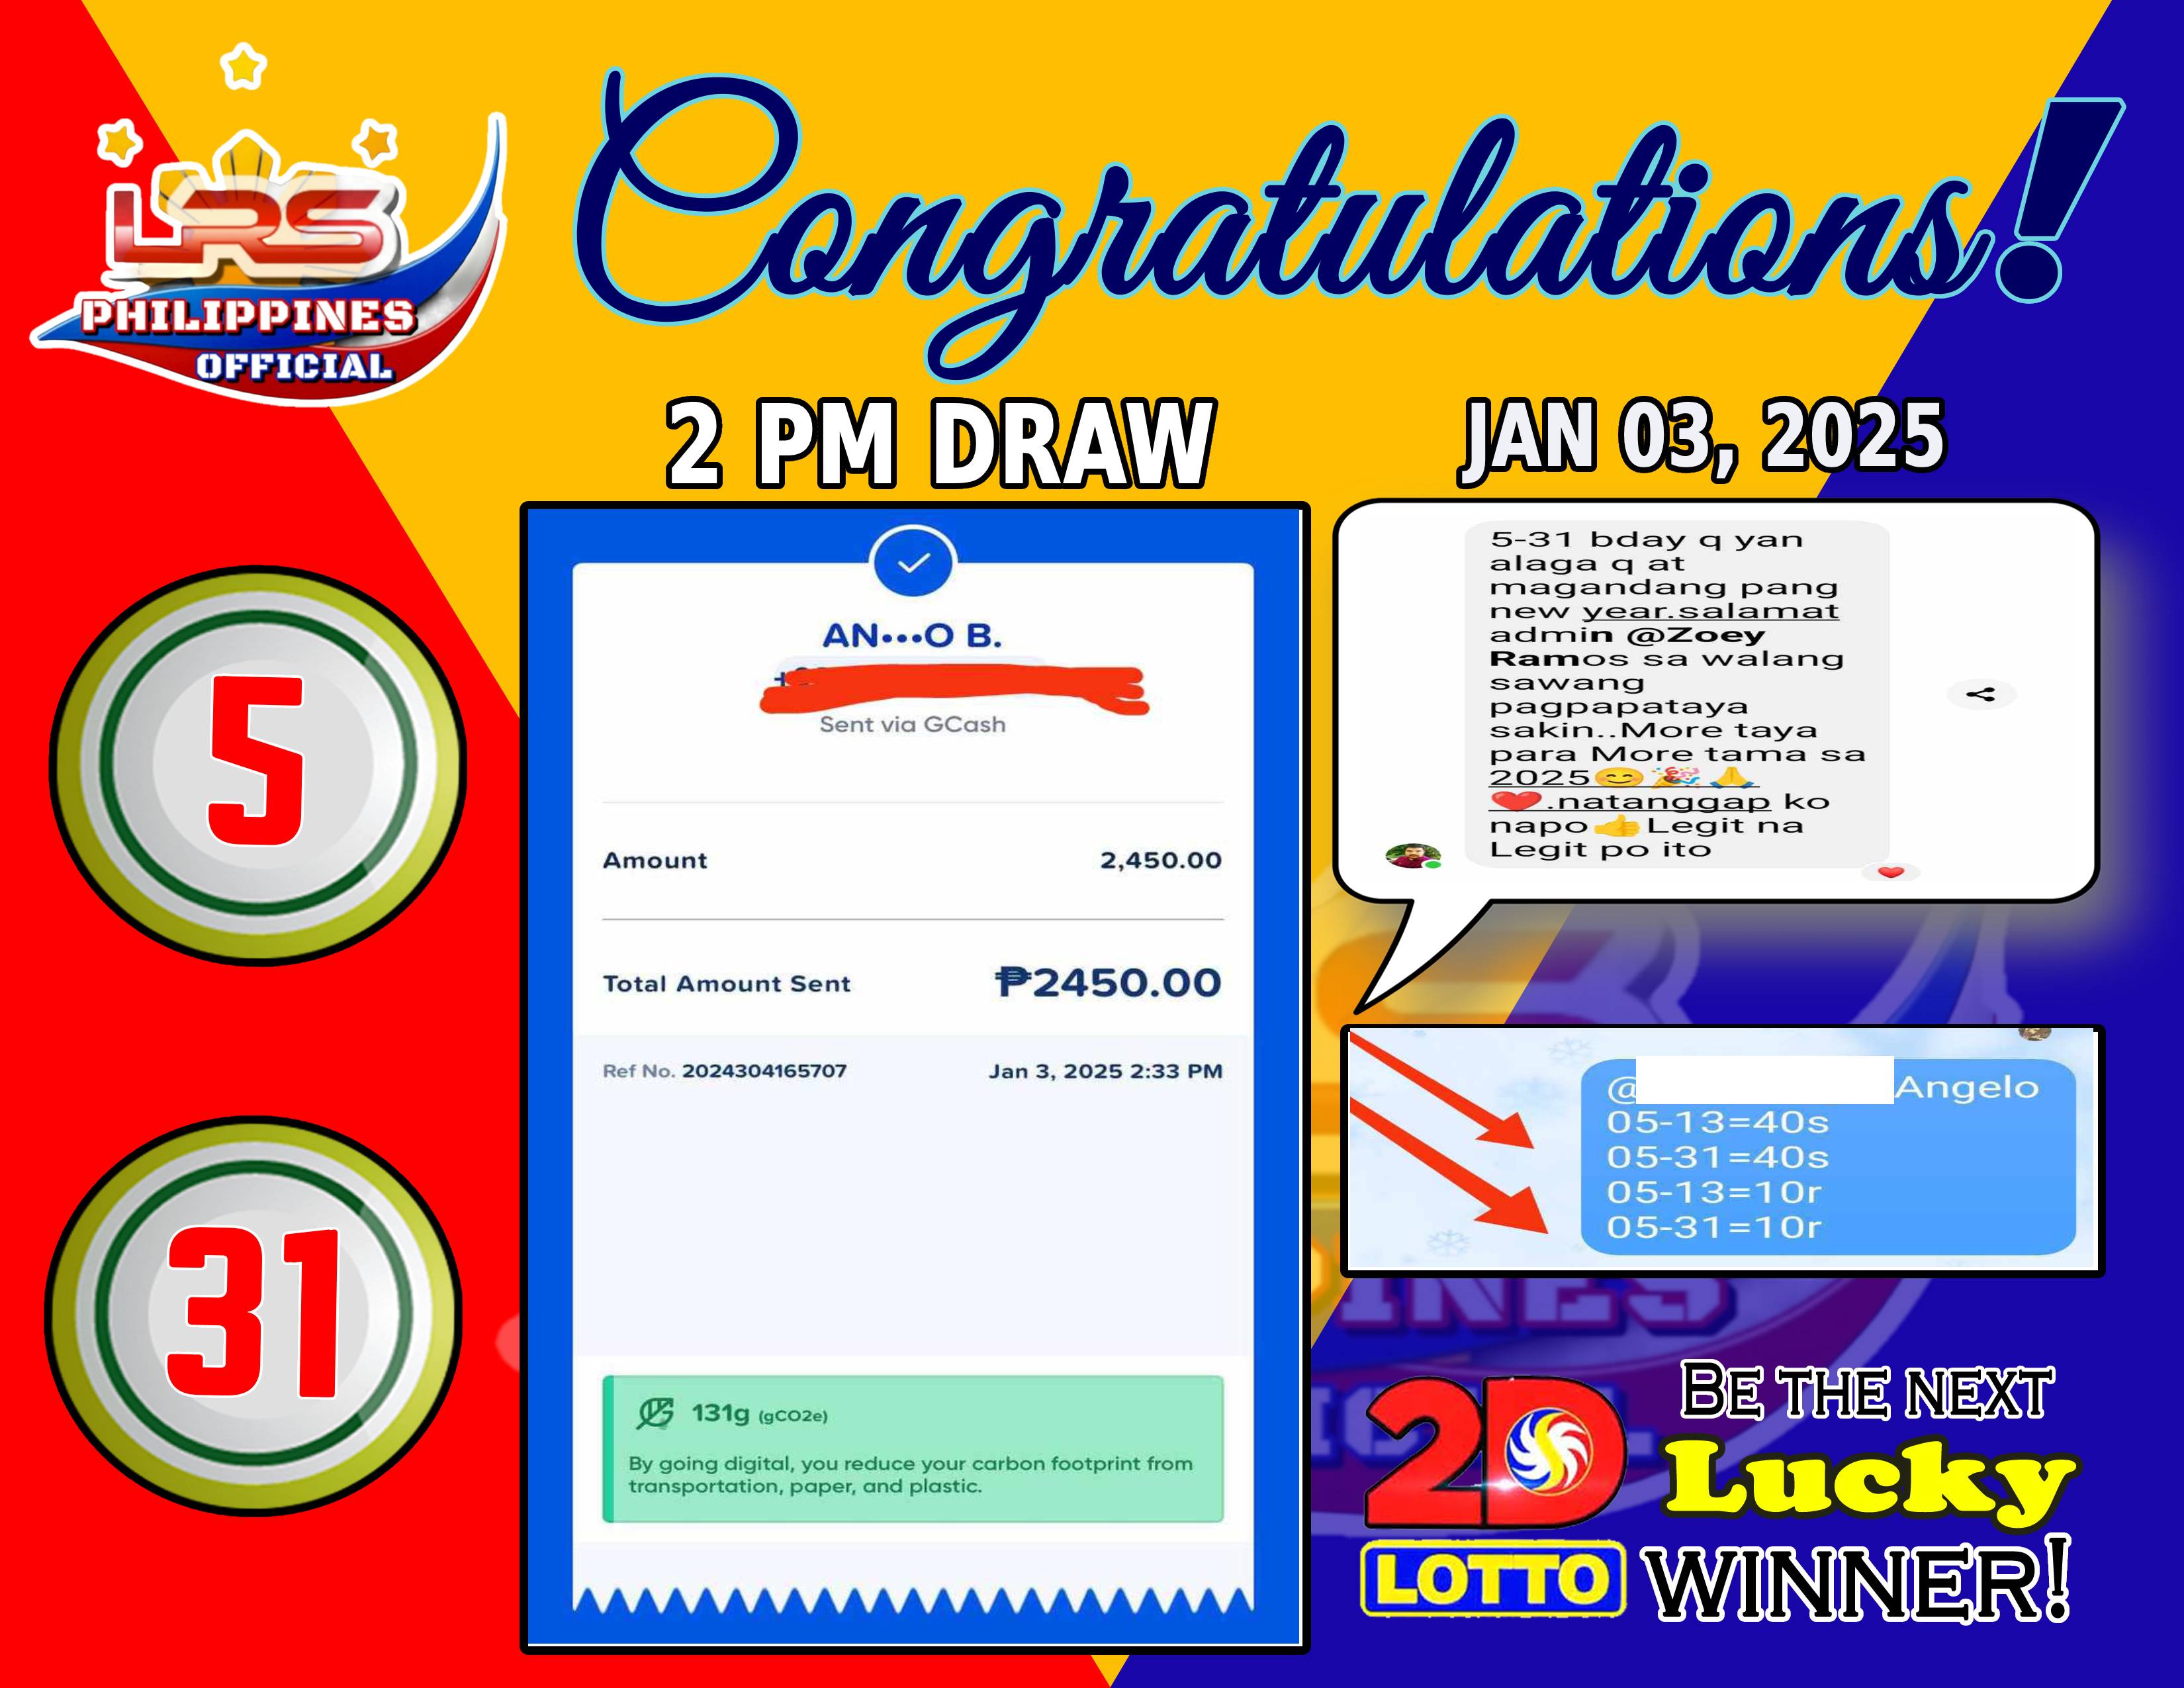 LRS
PHILIPPINES
OFFICIAL
Congratulations!
2 PM DRAW
JAN 03, 2025
5
31
AN•••O B.
Sent via GCash
Amount 2,450.00
Total Amount Sent ₱2450.00
Ref No. 2024304165707 Jan 3, 2025 2:33 PM
131g (gCO2e)
By going digital, you reduce your carbon footprint from
transportation, paper, and plastic.
5-31 bday q yan
alaga q at
magandang pang
new year.salamat
admin @Zoey
Ramos sa walang
sawang
pagpapataya
sakin..More taya
para More tama sa
2025😊🎉🙏
❤️.natanggap ko
napo👍Legit na
Legit po ito
@ Angelo
05-13=40s
05-31=40s
05-13=10r
05-31=10r
2D
LOTTO
BE THE NEXT
Lucky
WINNER!